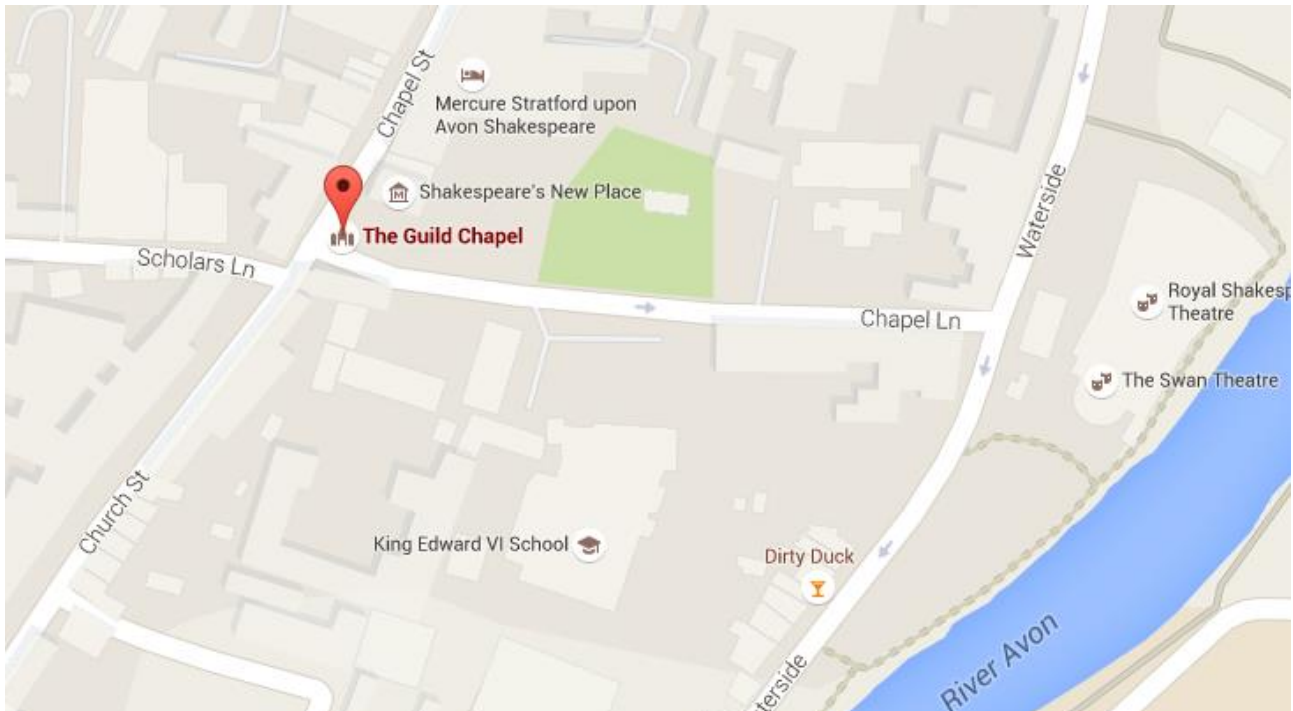 Chapel St
Mercure Stratford upon
Avon Shakespeare
Shakespeare's New Place
The Guild Chapel
Scholars Ln
Waterside
Royal Shakesp
Theatre
Chapel Ln
The Swan Theatre
Church St
King Edward VI School
Dirty Duck
River Avon
terside